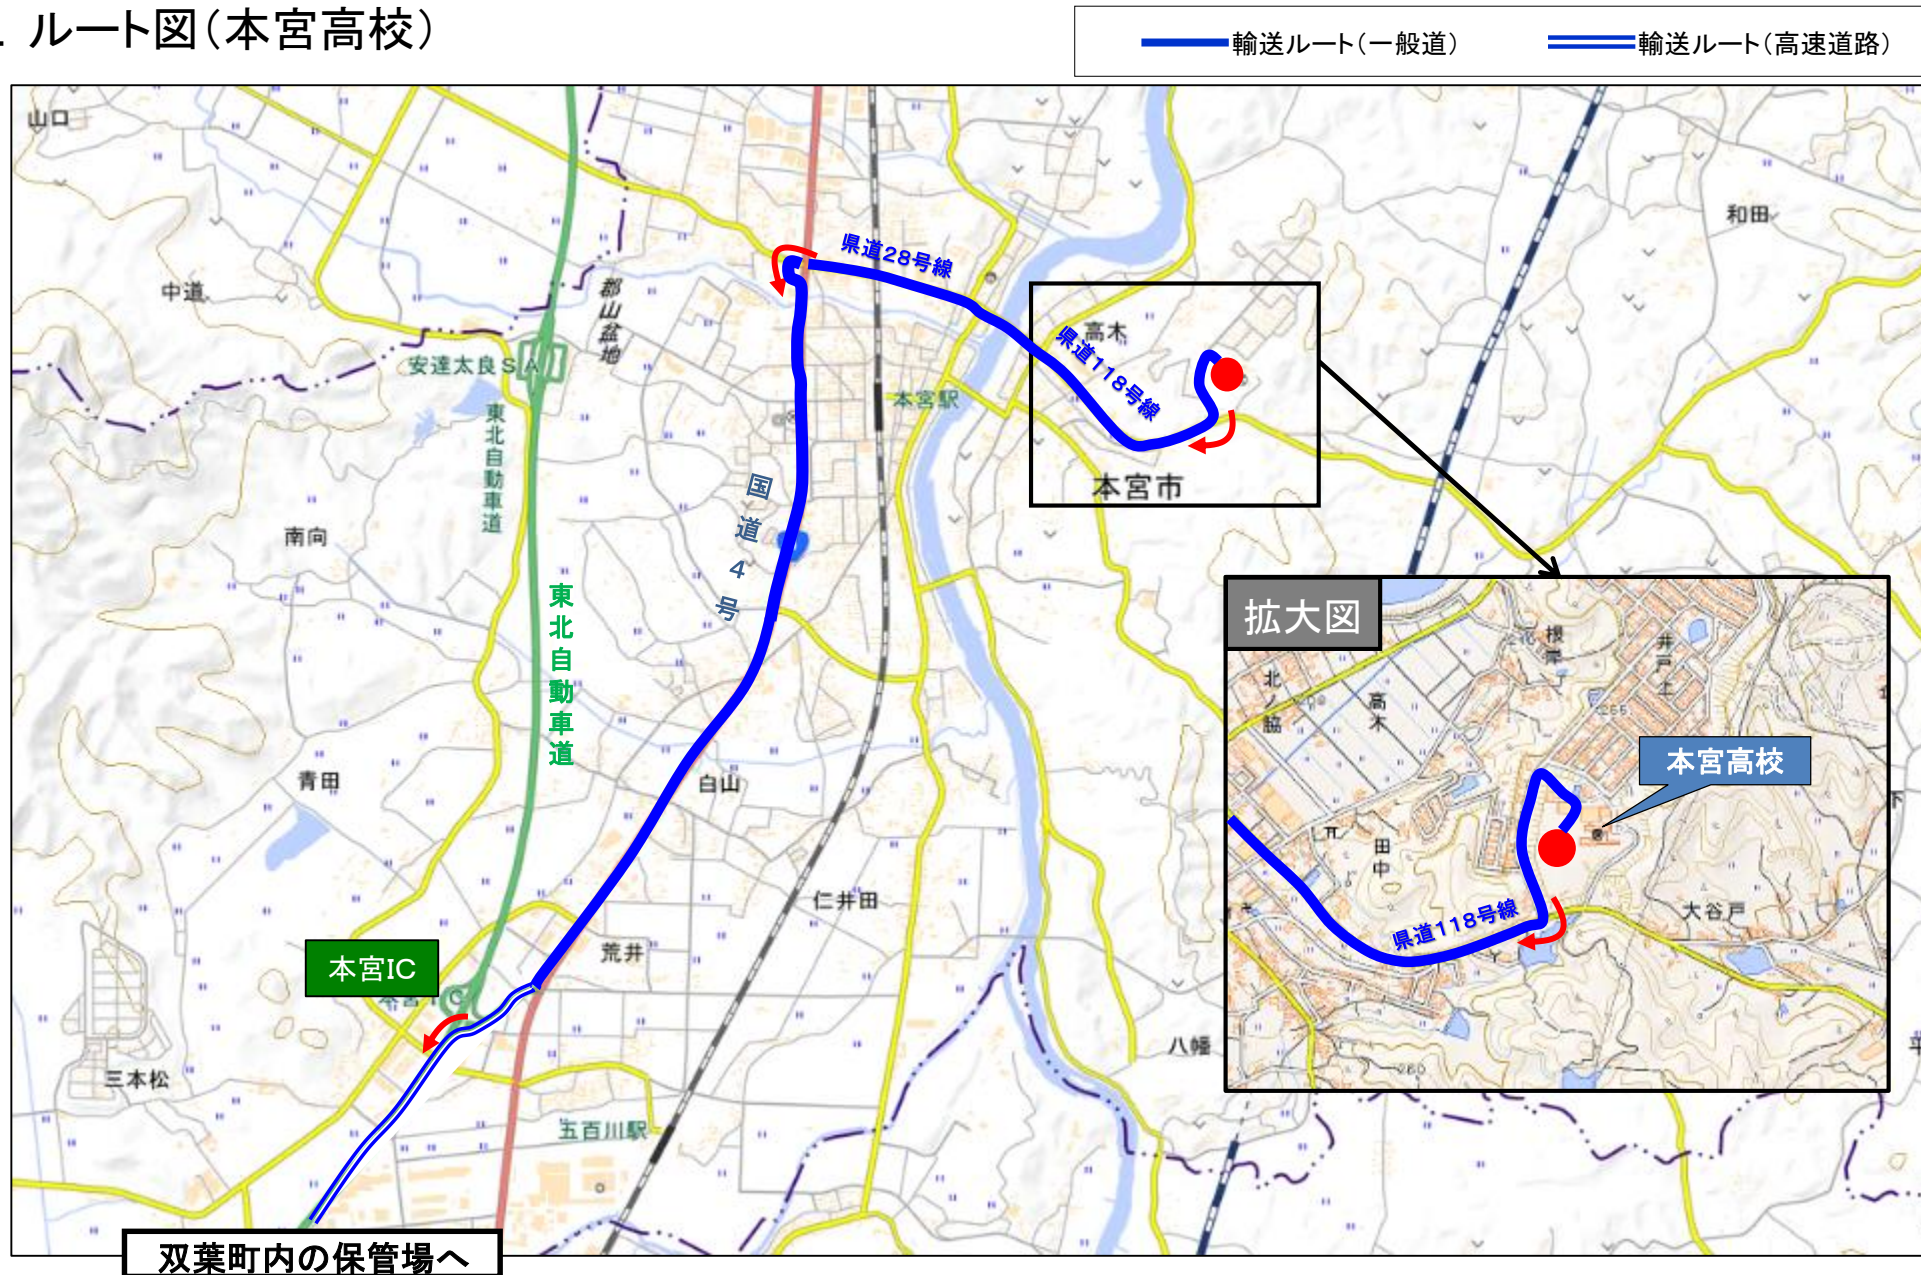 ルート図(本宮高校)
輸送ルート(一般道)
輸送ルート(高速道路)
山口
和田
県道28号線
中道
郡山盆地
高木
安達太良SA
県道118号線
本宮駅
東北自動車道
国道4号
本宮市
南向
東北自動車道
拡大図
根岸
井戸上
北ノ脇
高木
266
本宮高校
青田
白山
田中
仁井田
大谷戸
県道118号線
荒井
本宮IC
本宮IC
八幡
260
三本松
五百川駅
双葉町内の保管場へ